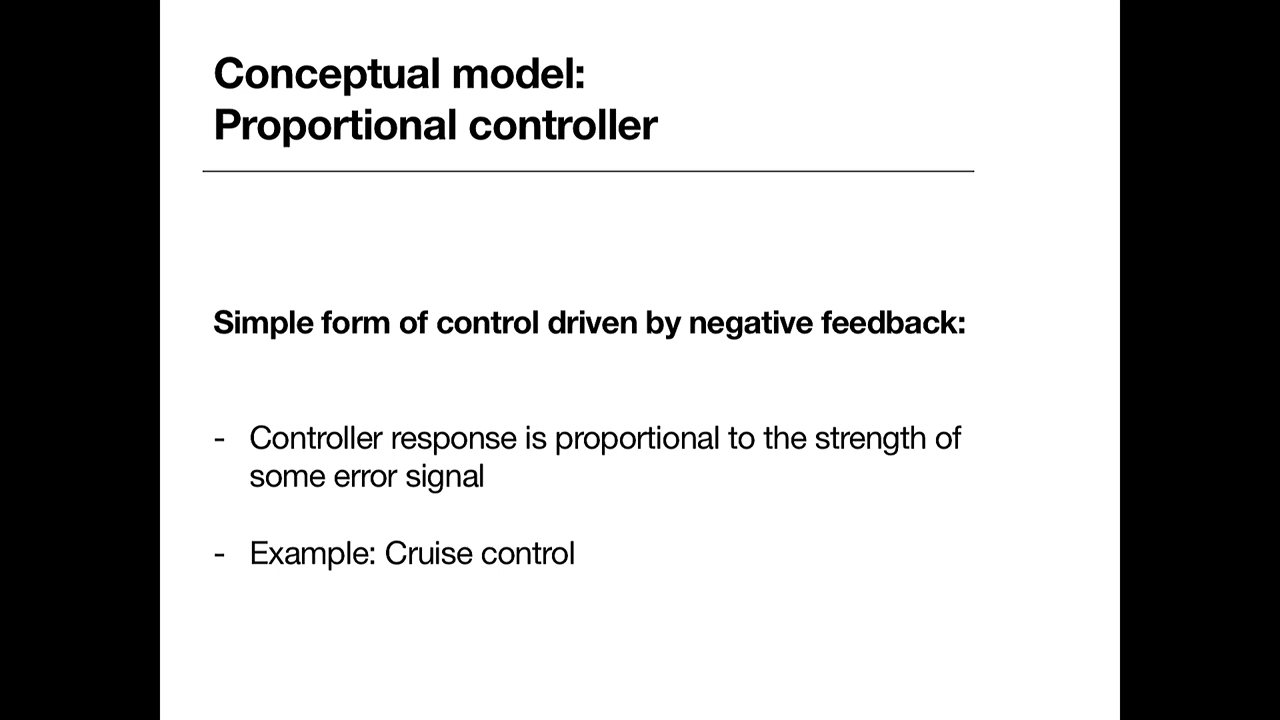 Conceptual model:
Proportional controller
Simple form of control driven by negative feedback:
- Controller response is proportional to the strength of
some error signal
- Example: Cruise control